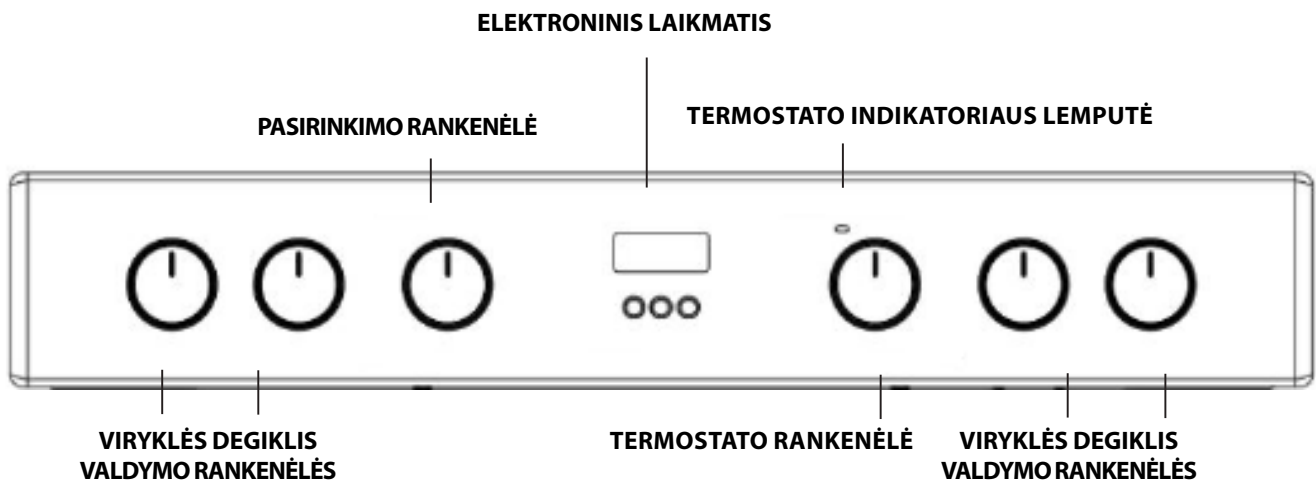 ELEKTRONINIS LAIKMATIS
PASIRINKIMO RANKENĖLĖ
TERMOSTATO INDIKATORIAUS LEMPUTĖ
VIRYKLĖS DEGIKLIS
VALDYMO RANKENĖLĖS
TERMOSTATO RANKENĖLĖ
VIRYKLĖS DEGIKLIS
VALDYMO RANKENĖLĖS